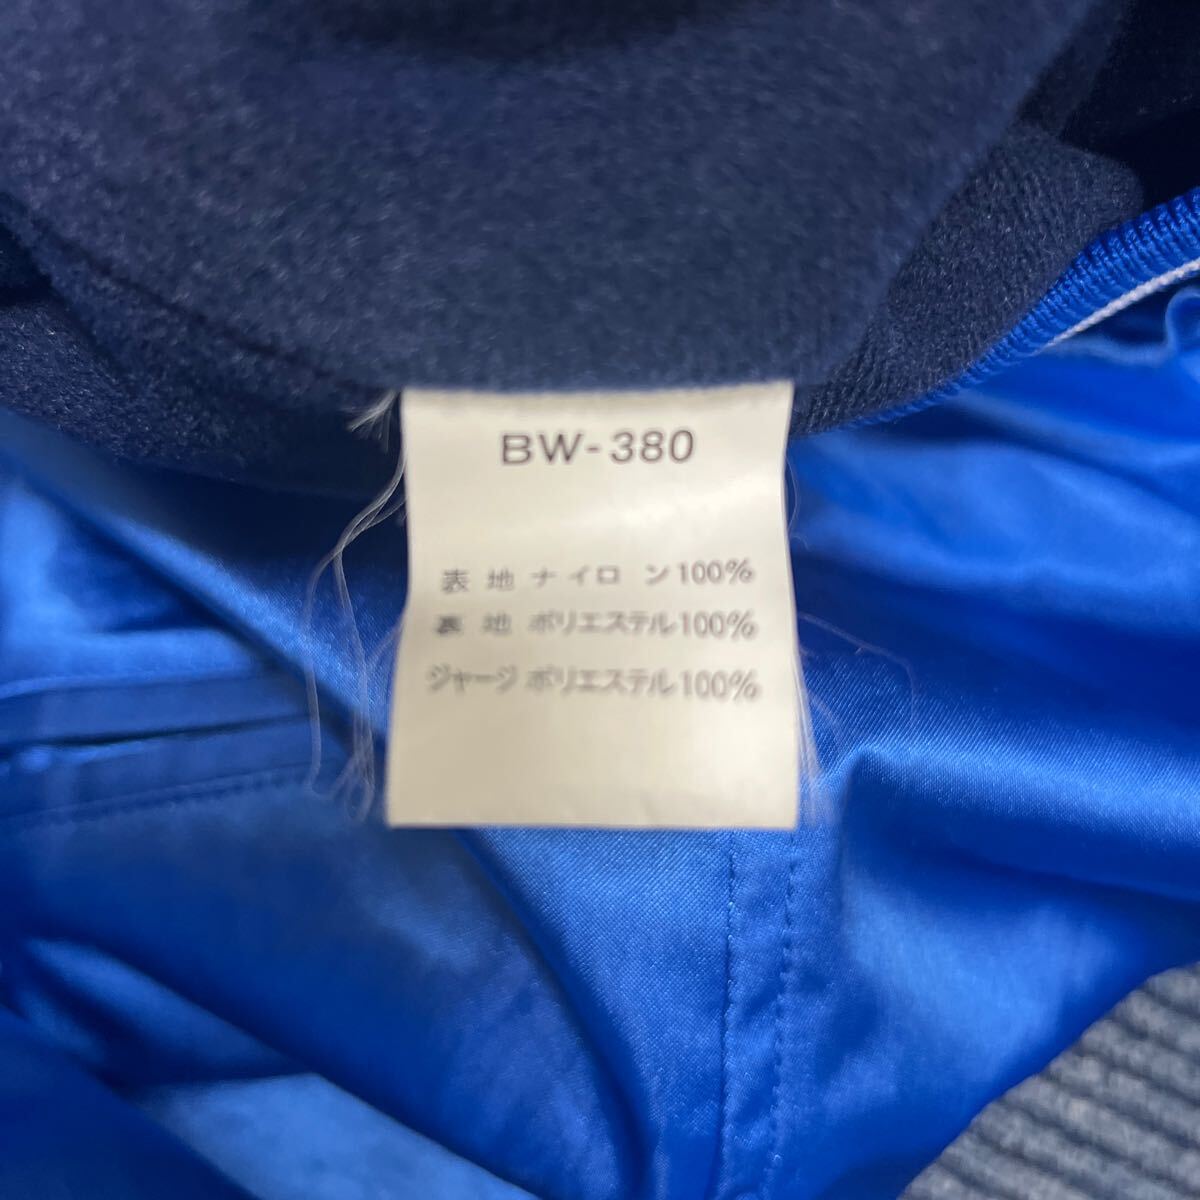 BW-380
表地 ナイロン100%
裏地 ポリエステル100%
ジャージ ポリエステル100%